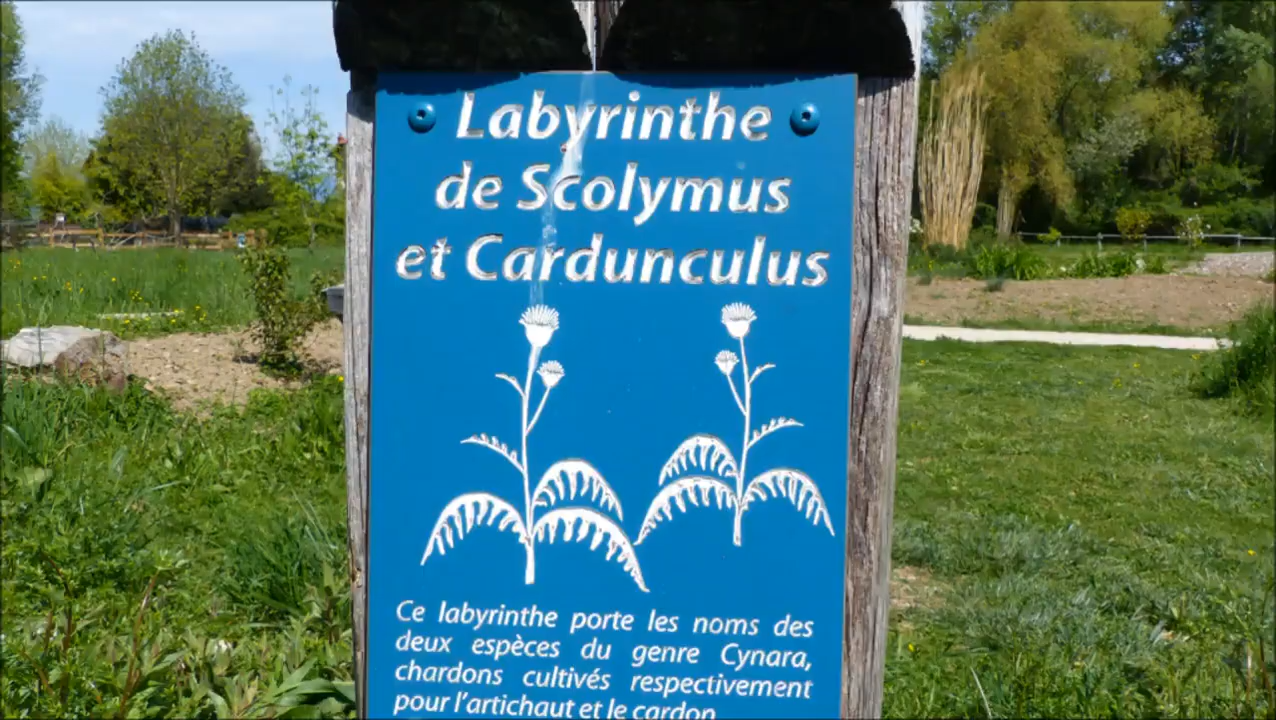 Labyrinthe
de Scolymus
et Cardunculus
Ce labyrinthe porte les noms des
deux espèces du genre Cynara,
chardons cultivés respectivement
pour l'artichaut et le cardon